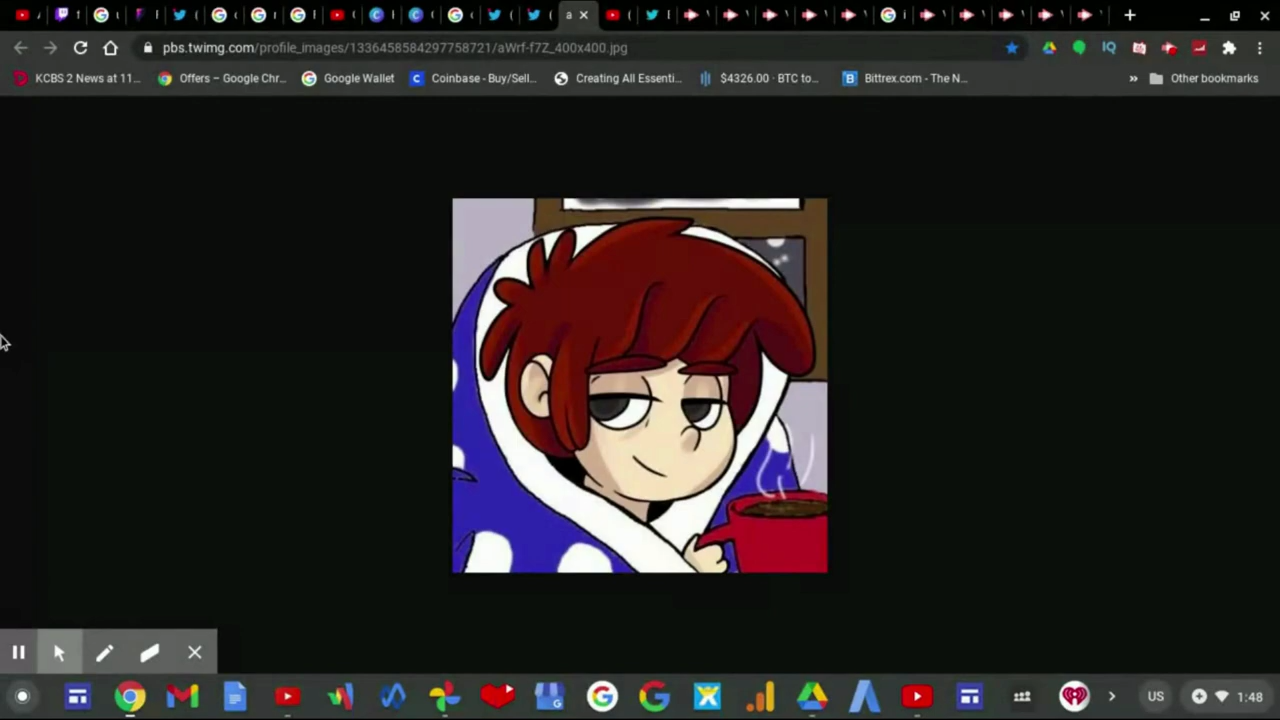 pbs.twimg.com/profile_images/1336458584297758721/aWrf-f7Z_400x400.jpg
KCBS 2 News at 11...
Offers – Google Chr...
Google Wallet
Coinbase - Buy/Sell...
Creating All Essenti...
$4326.00 · BTC to...
Bittrex.com - The N...
»
Other bookmarks
US
1:48